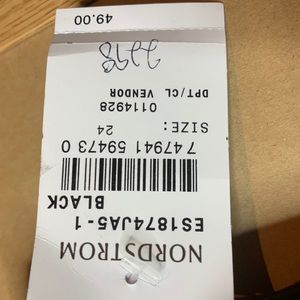 NORDSTROM
ES1874JA5-1
BLACK
7 47941 59473 0
SIZE: 24
0114928
DPT/CL VENDOR
49.00